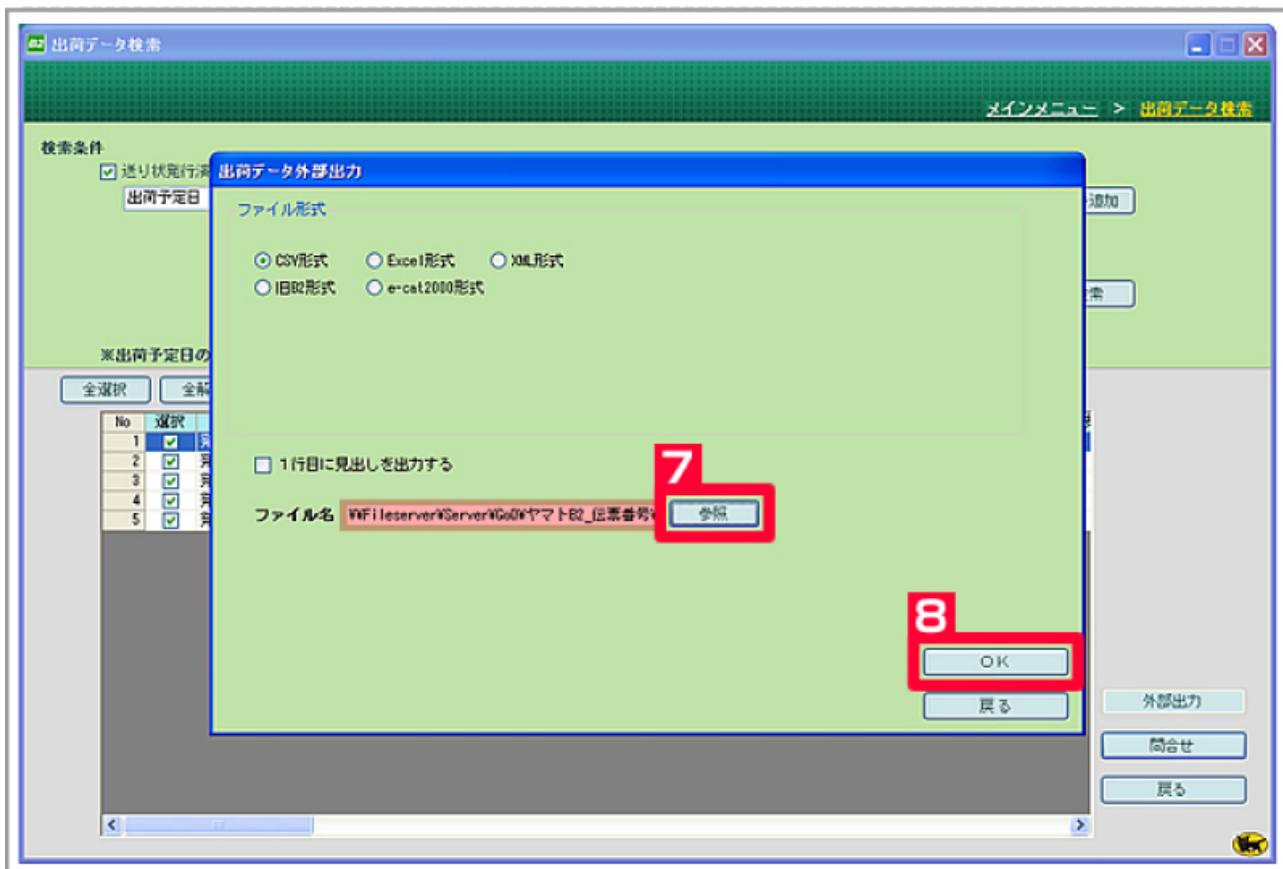 B2 出荷データ検索
メインメニュー > 出荷データ検索
検索条件
送り状発行済
出荷予定日
追加
索
※出荷予定日の
全選択 全解
No 選択
1
2
3
4
5
出荷データ外部出力
ファイル形式
CSV形式 Excel形式 XML形式
旧B2形式 e-cat2000形式
1行目に見出しを出力する
7
ファイル名 ¥¥Fileserver¥Server¥GoQ¥ヤマトB2_伝票番号¥ 参照
8
OK
戻る
外部出力
問合せ
戻る